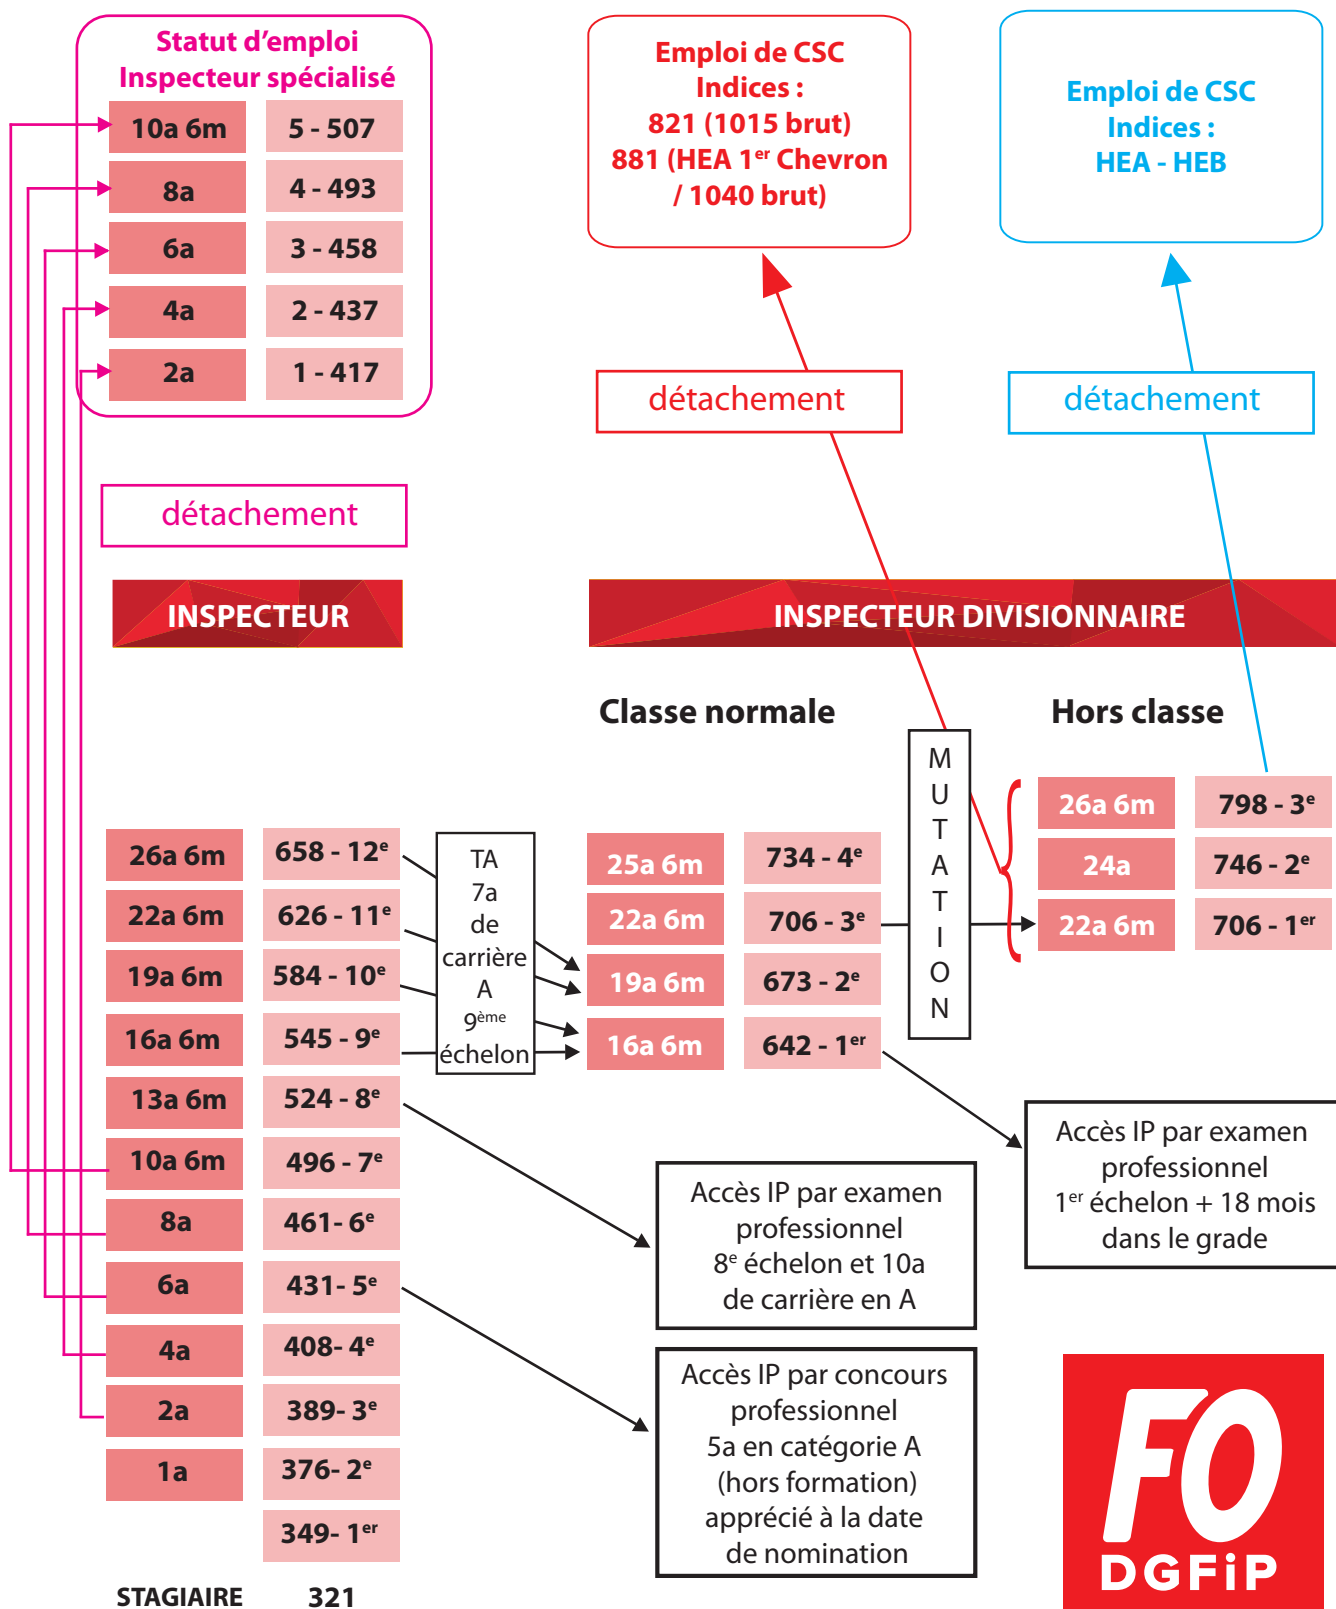 Statut d’emploi
Inspecteur spécialisé
10a 6m 5 - 507
8a 4 - 493
6a 3 - 458
4a 2 - 437
2a 1 - 417
détachement
Emploi de CSC
Indices :
821 (1015 brut)
881 (HEA 1er Chevron
/ 1040 brut)
détachement
Emploi de CSC
Indices :
HEA - HEB
détachement
INSPECTEUR
INSPECTEUR DIVISIONNAIRE
26a 6m 658 - 12e
22a 6m 626 - 11e
19a 6m 584 - 10e
16a 6m 545 - 9e
13a 6m 524 - 8e
10a 6m 496 - 7e
8a 461- 6e
6a 431- 5e
4a 408- 4e
2a 389- 3e
1a 376- 2e
349- 1er
STAGIAIRE 321
TA
7a
de
carrière
A
9ème
échelon
Classe normale
25a 6m 734 - 4e
22a 6m 706 - 3e
19a 6m 673 - 2e
16a 6m 642 - 1er
MUTATION
Hors classe
26a 6m 798 - 3e
24a 746 - 2e
22a 6m 706 - 1er
Accès IP par examen
professionnel
1er échelon + 18 mois
dans le grade
Accès IP par examen
professionnel
8e échelon et 10a
de carrière en A
Accès IP par concours
professionnel
5a en catégorie A
(hors formation)
apprécié à la date
de nomination
FO
DGFiP